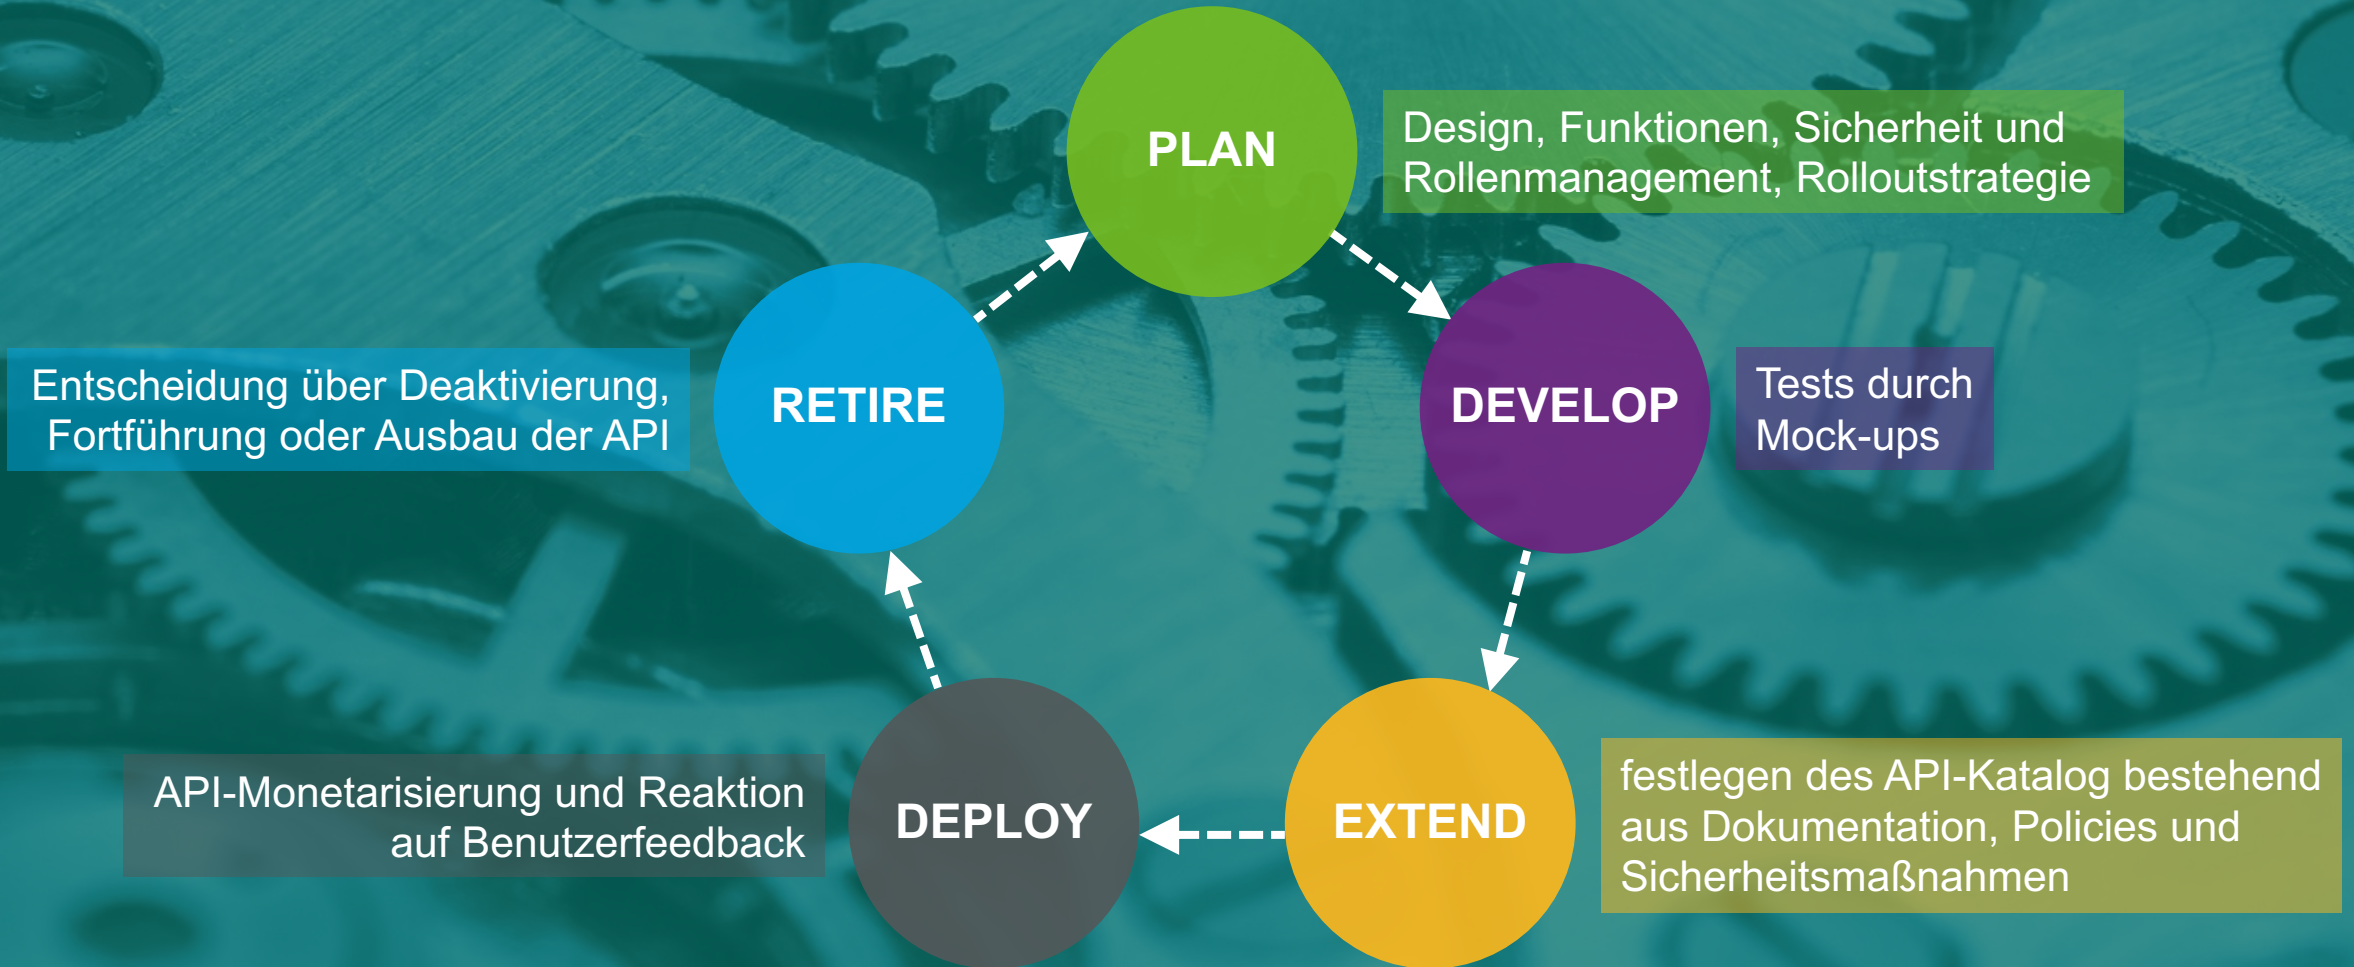 PLAN
Design, Funktionen, Sicherheit und
Rollenmanagement, Rolloutstrategie
DEVELOP
Tests durch
Mock-ups
EXTEND
festlegen des API-Katalog bestehend
aus Dokumentation, Policies und
Sicherheitsmaßnahmen
DEPLOY
API-Monetarisierung und Reaktion
auf Benutzerfeedback
RETIRE
Entscheidung über Deaktivierung,
Fortführung oder Ausbau der API